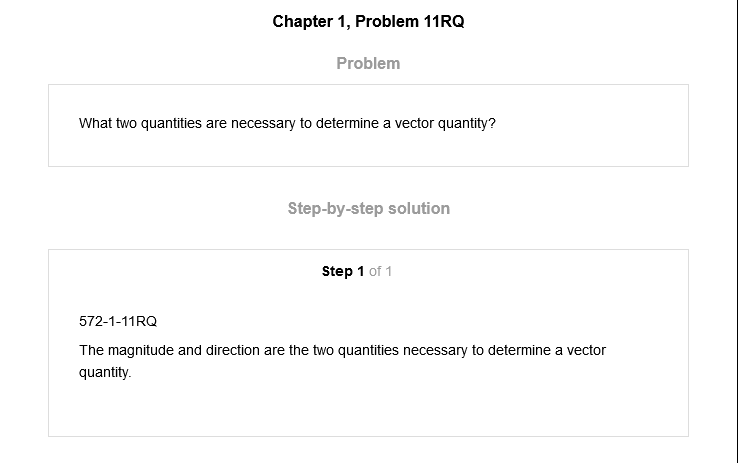 Chapter 1, Problem 11RQ
Problem
What two quantities are necessary to determine a vector quantity?
Step-by-step solution
Step 1 of 1
572-1-11RQ
The magnitude and direction are the two quantities necessary to determine a vector
quantity.